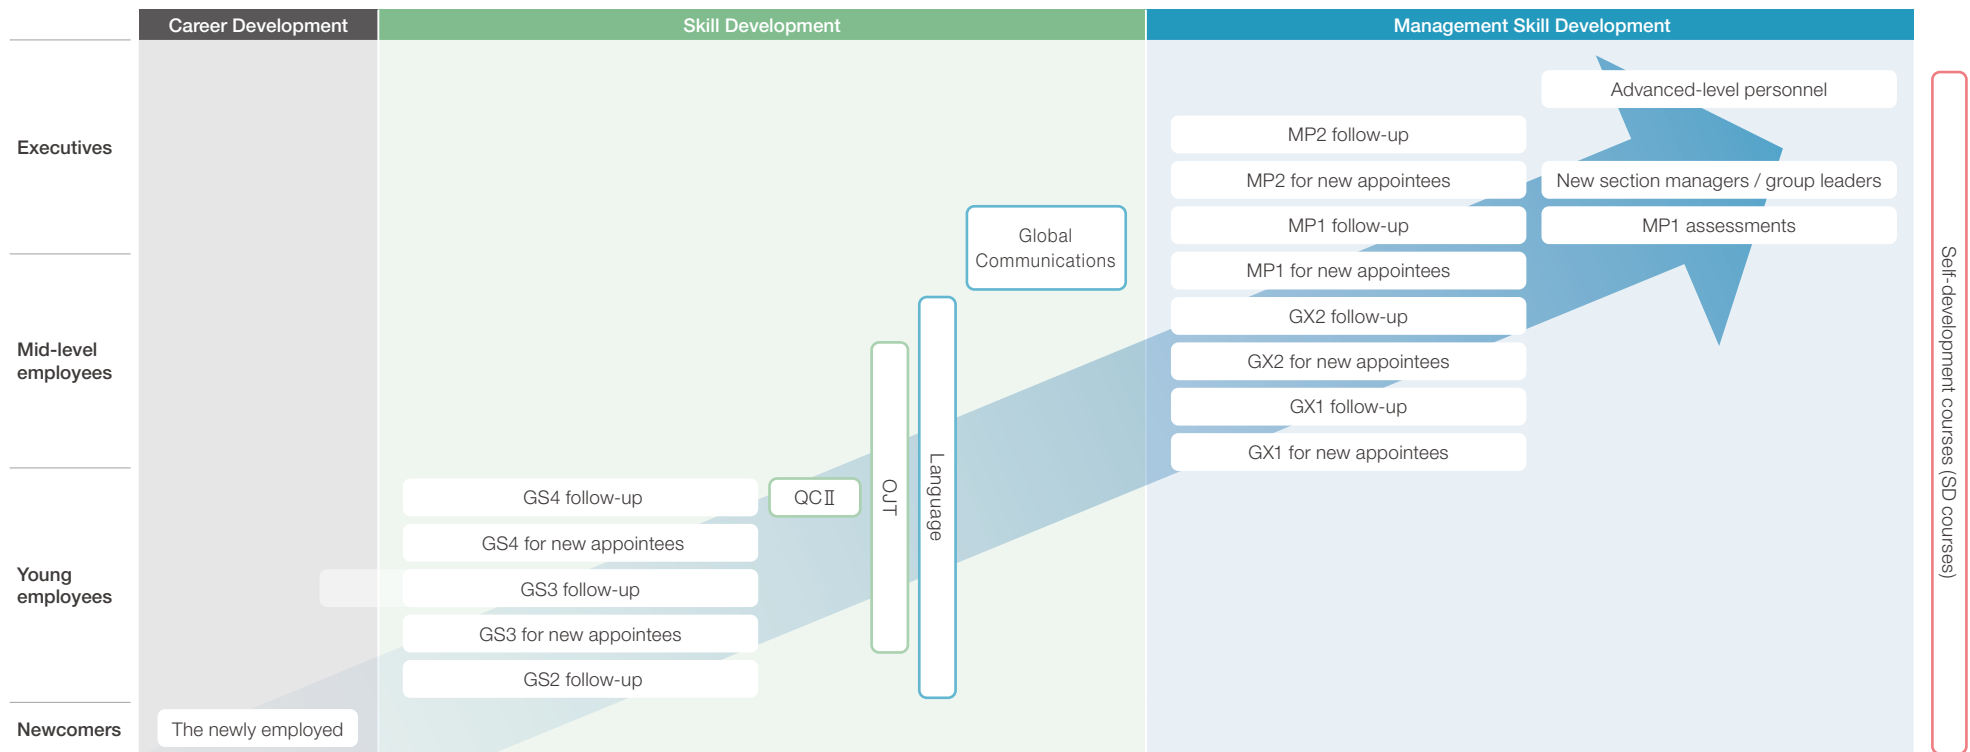 Career Development
Skill Development
Management Skill Development
Executives
Mid-level
employees
Young
employees
Newcomers
The newly employed
GS4 follow-up
GS4 for new appointees
GS3 follow-up
GS3 for new appointees
GS2 follow-up
QCⅡ
OJT
Language
Global
Communications
MP2 follow-up
MP2 for new appointees
MP1 follow-up
MP1 for new appointees
GX2 follow-up
GX2 for new appointees
GX1 follow-up
GX1 for new appointees
Advanced-level personnel
New section managers / group leaders
MP1 assessments
Self-development courses (SD courses)